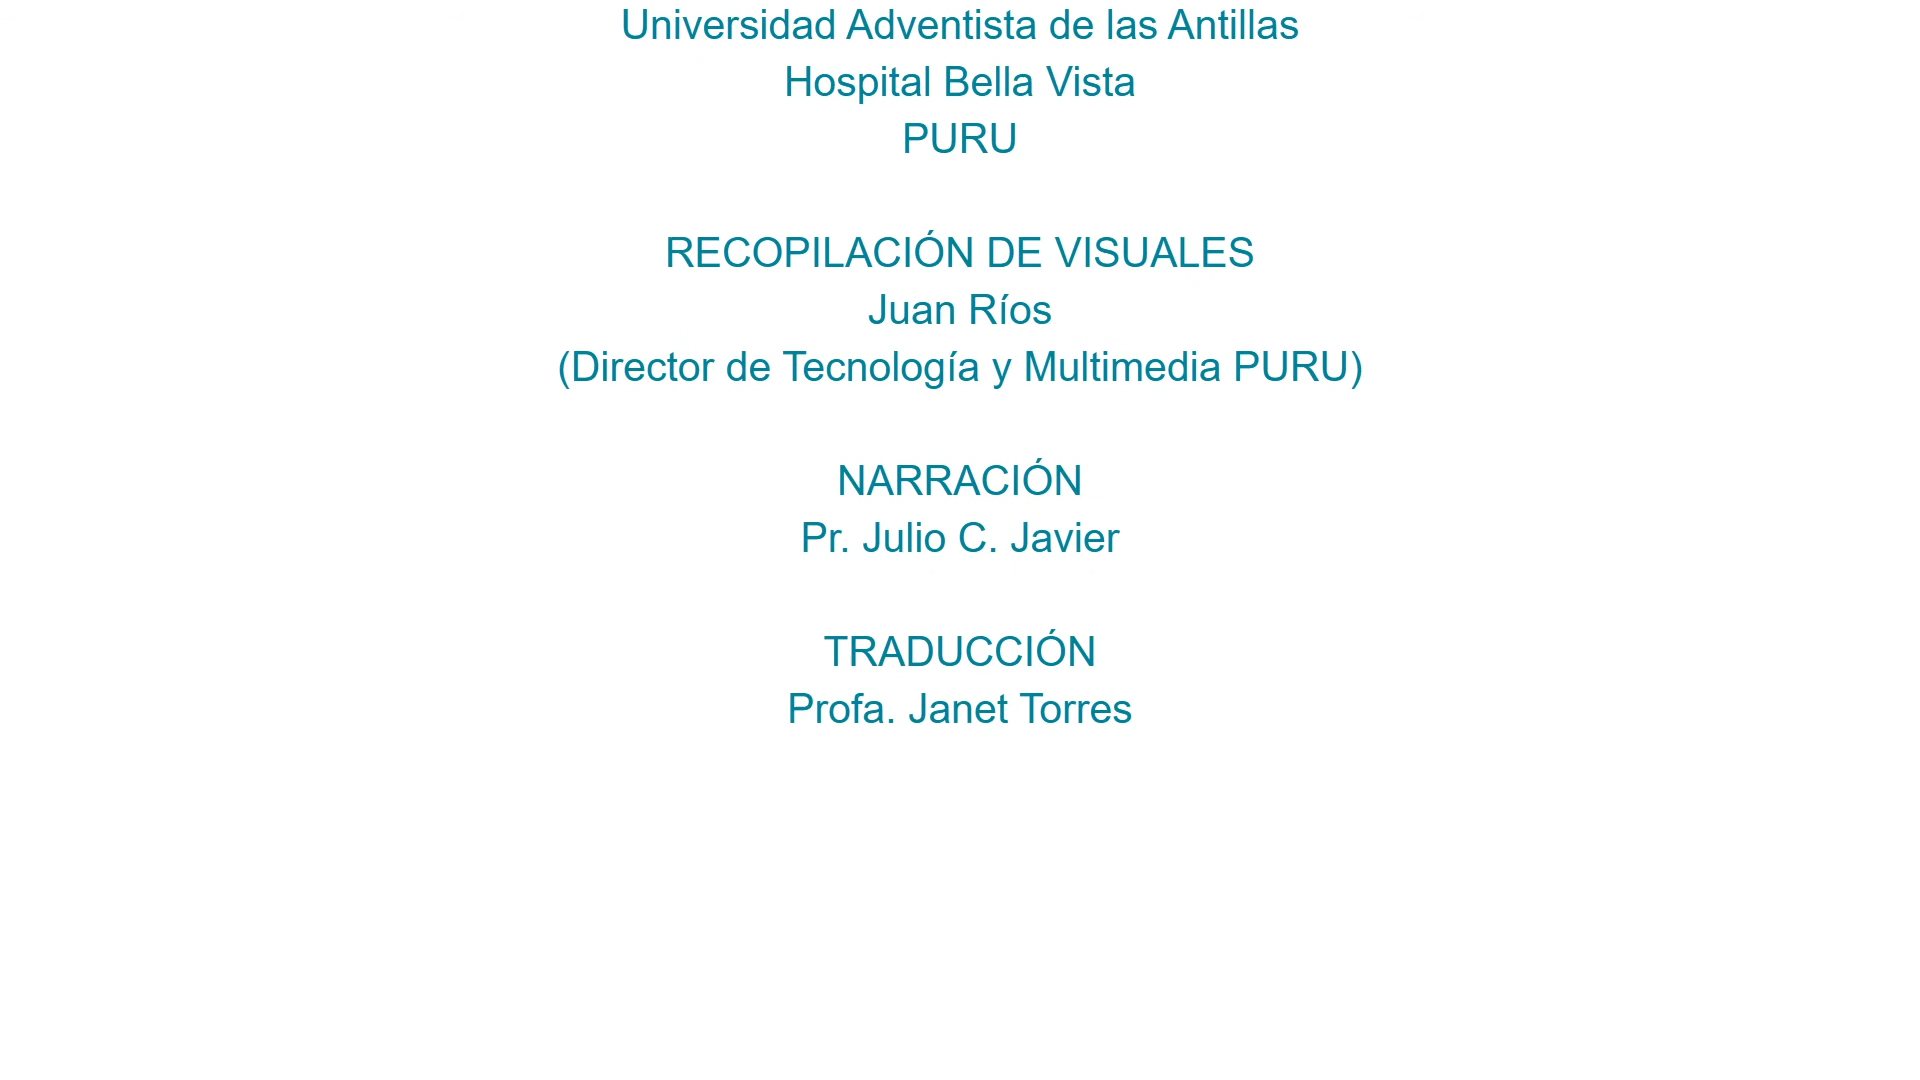 Universidad Adventista de las Antillas
Hospital Bella Vista
PURU
RECOPILACIÓN DE VISUALES
Juan Ríos
(Director de Tecnología y Multimedia PURU)
NARRACIÓN
Pr. Julio C. Javier
TRADUCCIÓN
Profa. Janet Torres